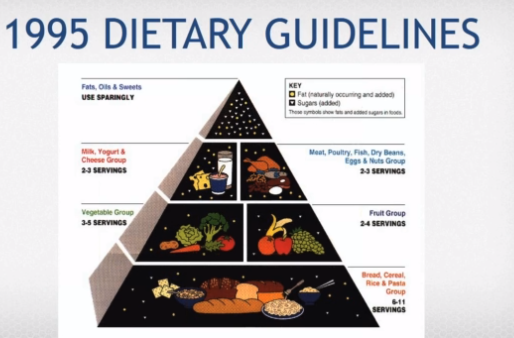 1995 DIETARY GUIDELINES
Fats, Oils & Sweets
USE SPARINGLY
KEY
Fat (naturally occurring and added)
Sugars (added)
These symbols show fats and added sugars in foods.
Milk, Yogurt &
Cheese Group
2-3 SERVINGS
Meat, Poultry, Fish, Dry Beans,
Eggs & Nuts Group
2-3 SERVINGS
Vegetable Group
3-5 SERVINGS
Fruit Group
2-4 SERVINGS
Bread, Cereal,
Rice & Pasta
Group
6-11
SERVINGS